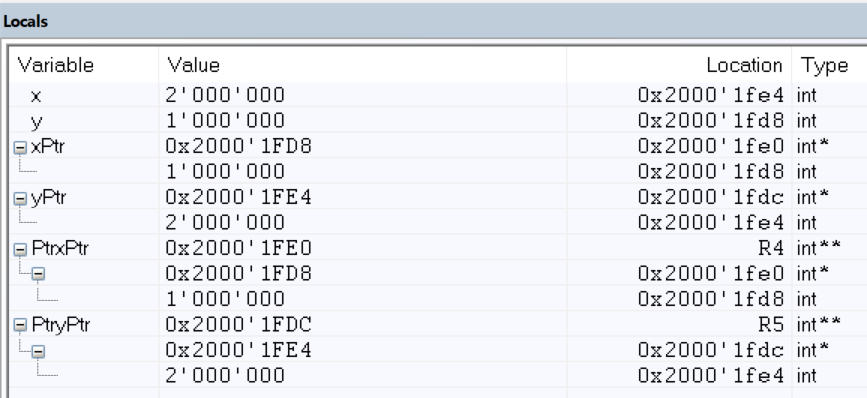 Locals
Variable Value Location Type
x 2'000'000 0x2000'1fe4 int
y 1'000'000 0x2000'1fd8 int
xPtr 0x2000'1FD8 0x2000'1fe0 int*
1'000'000 0x2000'1fd8 int
yPtr 0x2000'1FE4 0x2000'1fdc int*
2'000'000 0x2000'1fe4 int
PtrxPtr 0x2000'1FE0 R4 int**
0x2000'1FD8 0x2000'1fe0 int*
1'000'000 0x2000'1fd8 int
PtryPtr 0x2000'1FDC R5 int**
0x2000'1FE4 0x2000'1fdc int*
2'000'000 0x2000'1fe4 int